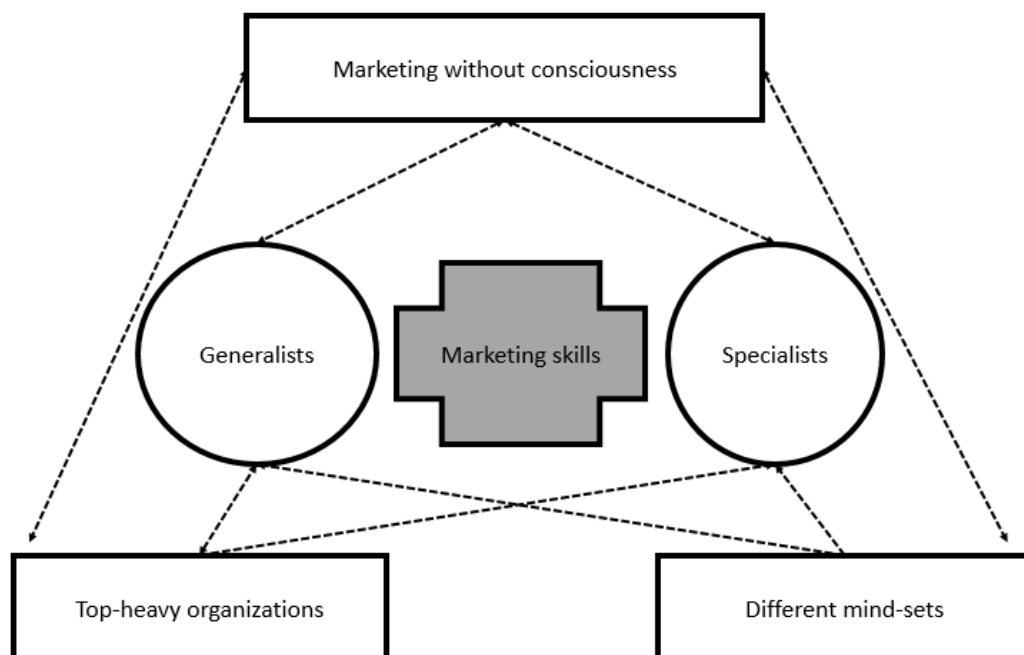 Marketing without consciousness
Generalists
Marketing skills
Specialists
Top-heavy organizations
Different mind-sets